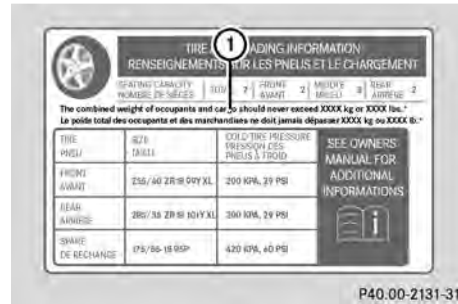 1
TIRE ADING INFORMATION
RENSEIGNEMENTS SUR LES PNEUS ET LE CHARGEMENT
SEATING CAPACITY
NOMBRE DE SIÈGES
7
FRONT
AVANT
2
MIDDLE
MILIEU
3
REAR
ARRIÈRE
2
The combined weight of occupants and cargo should never exceed XXXX kg or XXXX lbs.*
Le poids total des occupants et des marchandises ne doit jamais dépasser XXXX kg ou XXXX lb.*
TIRE
PNEU
SIZE
TAILLE
COLD TIRE PRESSURE
PRESSION DES
PNEUS À FROID
SEE OWNERS
MANUAL FOR
ADDITIONAL
INFORMATIONS
i
FRONT
AVANT
200 KPA, 29 PSI
REAR
ARRIÈRE
200 KPA, 29 PSI
SPARE
DE RECHANGE
420 KPA, 60 PSI
P40.00-2131-31